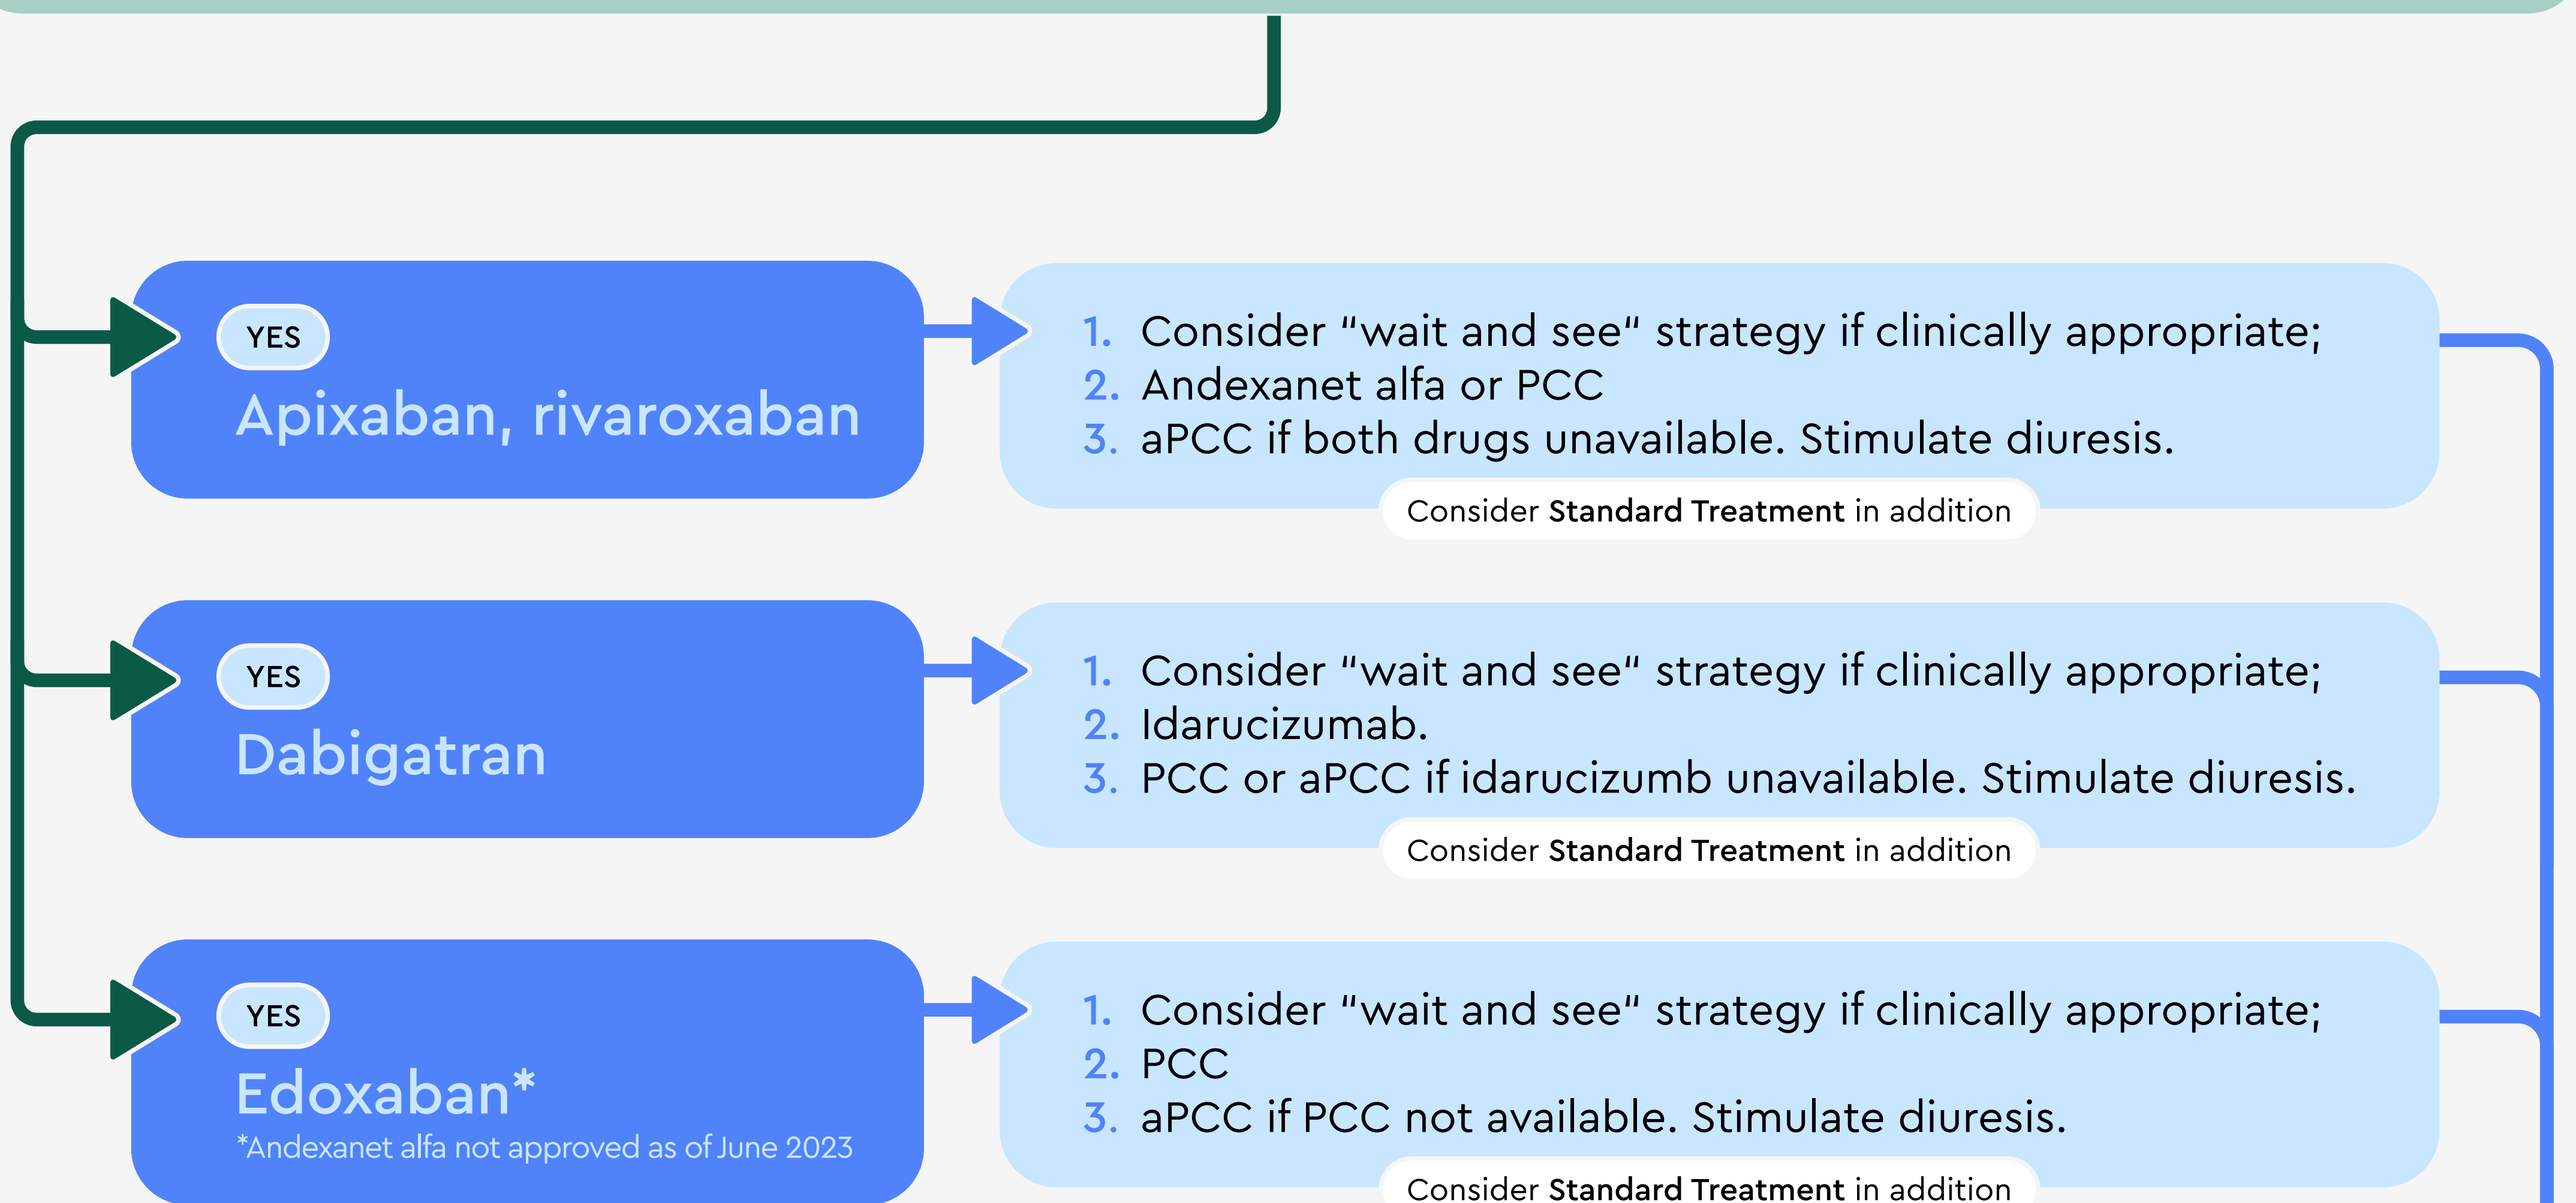 YES
Apixaban, rivaroxaban
1. Consider “wait and see“ strategy if clinically appropriate;
2. Andexanet alfa or PCC
3. aPCC if both drugs unavailable. Stimulate diuresis.
Consider Standard Treatment in addition
YES
Dabigatran
1. Consider “wait and see“ strategy if clinically appropriate;
2. Idarucizumab.
3. PCC or aPCC if idarucizumb unavailable. Stimulate diuresis.
Consider Standard Treatment in addition
YES
Edoxaban*
*Andexanet alfa not approved as of June 2023
1. Consider “wait and see“ strategy if clinically appropriate;
2. PCC
3. aPCC if PCC not available. Stimulate diuresis.
Consider Standard Treatment in addition